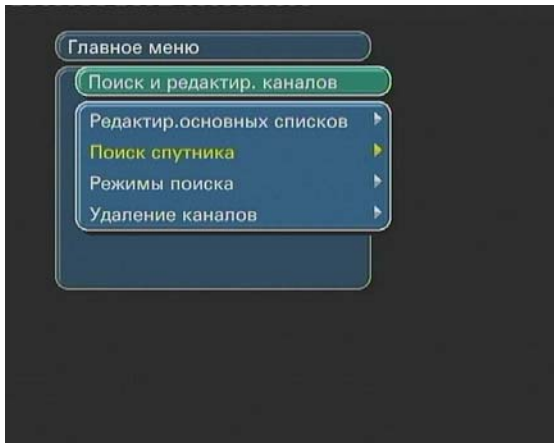 Главное меню
Поиск и редактир. каналов
Редактир.основных списков
Поиск спутника
Режимы поиска
Удаление каналов